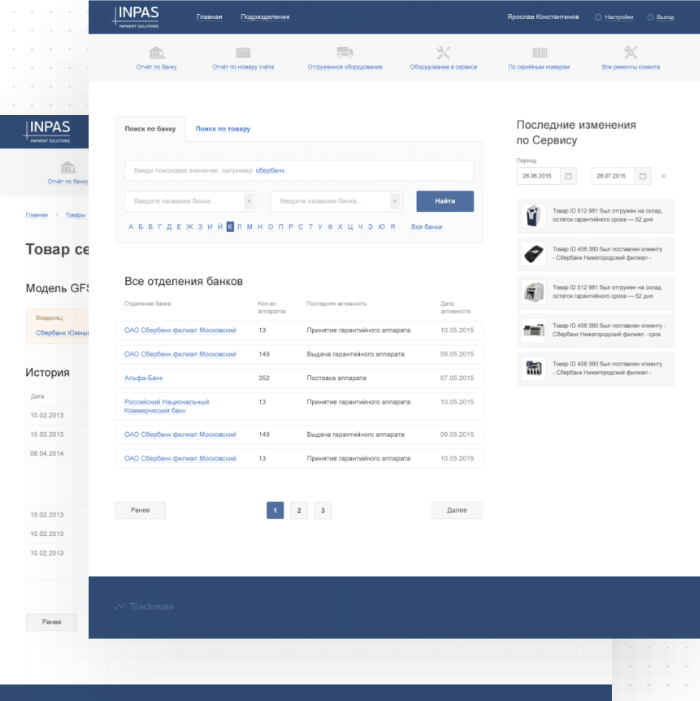 INPAS
PAYMENT SOLUTIONS
Главная Подразделения
Ярослав Константинов Настройки Выход
Отчёт по банку Отчёт по номеру счёта Отгруженное оборудование Оборудование в сервисе По серийным номерам Все ремонты клиента
Поиск по банку Поиск по товару
Введи поисковое значение, например: сбербанк
Введите название банка... Введите название банка... Найти
А Б В Г Д Е Ж З И Й К Л М Н О П Р С Т У Ф Х Ц Ч Э Ю Я Все банки
Все отделения банков
Отделение банка Кол-во аппаратов Последняя активность Дата активности
ОАО Сбербанк филиал Московский 13 Принятие гарантийного аппарата 10.05.2015
ОАО Сбербанк филиал Московский 149 Выдача гарантийного аппарата 09.05.2015
Альфа-Банк 352 Поставка аппарата 07.05.2015
Российский Национальный 13 Принятие гарантийного аппарата 10.05.2015
Коммерческий банк
ОАО Сбербанк филиал Московский 149 Выдача гарантийного аппарата 09.05.2015
ОАО Сбербанк филиал Московский 13 Принятие гарантийного аппарата 10.05.2015
Ранее 1 2 3 Далее
Последние изменения
по Сервису
Период
28.06.2015 28.07.2015
Товар ID 512 981 был отгружен на склад,
остаток гарантийного срока — 52 дня
Товар ID 458 380 был поставлен клиенту
- Сбербанк Нижегородский филиал -
Товар ID 512 981 был отгружен на склад,
остаток гарантийного срока — 52 дня
Товар ID 458 380 был поставлен клиенту -
Сбербанк Нижегородский филиал - срок
Товар ID 458 380 был поставлен клиенту
- Сбербанк Нижегородский филиал -
Trackmate
INPAS
PAYMENT SOLUTIONS
Отчёт по банку
Главная > Товары
Товар се
Модель GFS
Владелец
Сбербанк Южны
История
Дата
10.02.2013
15.02.2013
08.04.2014
15.02.2013
10.02.2013
10.02.2013
Ранее